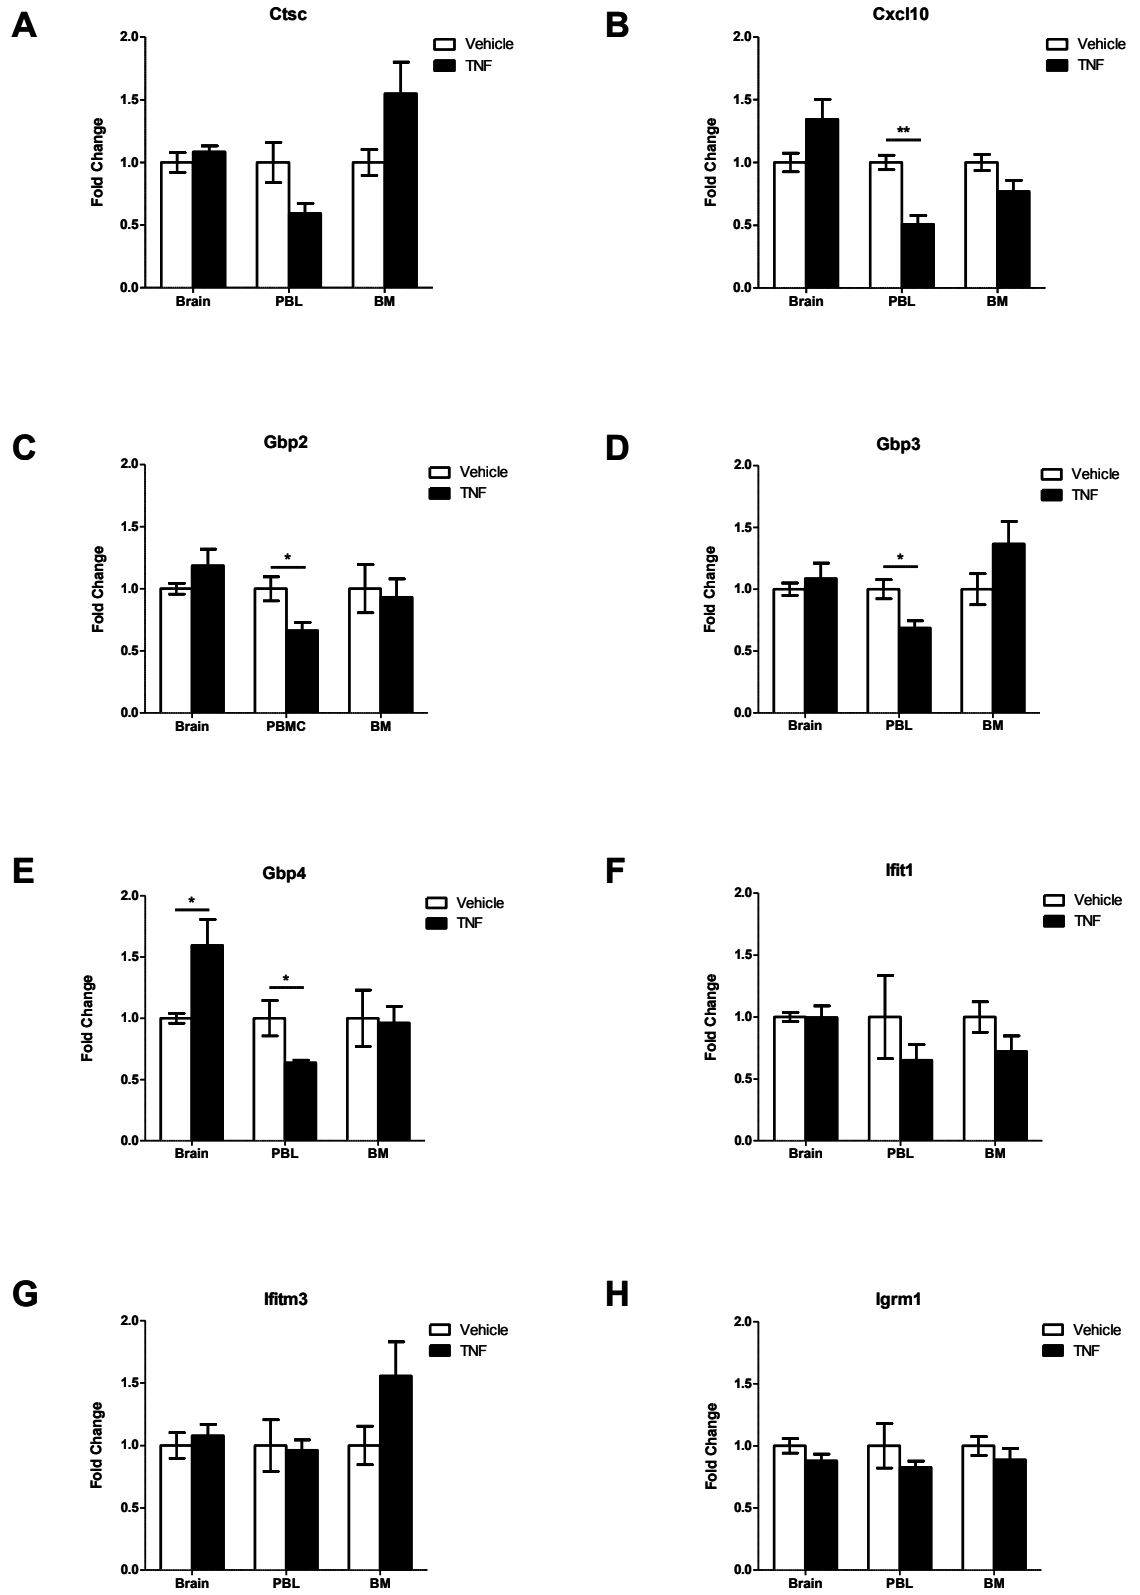 A
Ctsc
2.0
1.5
1.0
0.5
0.0
Fold Change
Brain PBL BM
Vehicle
TNF
B
Cxcl10
2.0
1.5
1.0
0.5
0.0
Fold Change
**
Brain PBL BM
Vehicle
TNF
C
Gbp2
2.0
1.5
1.0
0.5
0.0
Fold Change
*
Brain PBMC BM
Vehicle
TNF
D
Gbp3
2.0
1.5
1.0
0.5
0.0
Fold Change
*
Brain PBL BM
Vehicle
TNF
E
Gbp4
2.0
1.5
1.0
0.5
0.0
Fold Change
*
*
Brain PBL BM
Vehicle
TNF
F
Ifit1
2.0
1.5
1.0
0.5
0.0
Fold Change
Brain PBL BM
Vehicle
TNF
G
Ifitm3
2.0
1.5
1.0
0.5
0.0
Fold Change
Brain PBL BM
Vehicle
TNF
H
Igrm1
2.0
1.5
1.0
0.5
0.0
Fold Change
Brain PBL BM
Vehicle
TNF